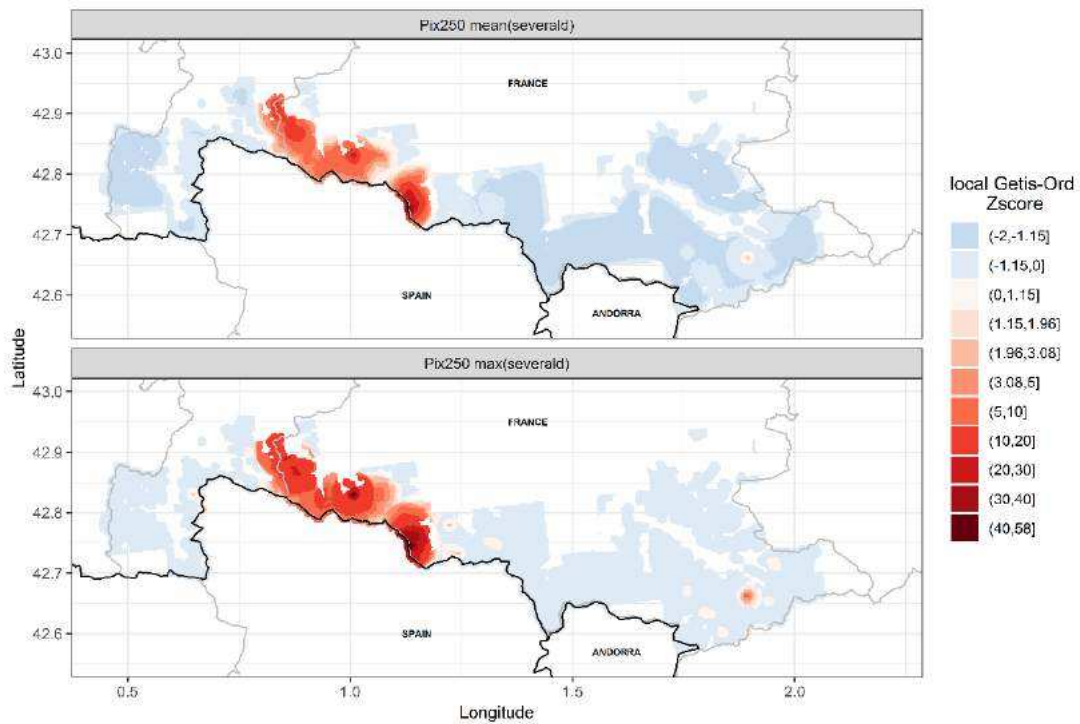 Pix250 mean(severald)
43.0
42.9
42.8
42.7
42.6
FRANCE
SPAIN
ANDORRA
Pix250 max(severald)
43.0
42.9
42.8
42.7
42.6
FRANCE
SPAIN
ANDORRA
0.5 1.0 1.5 2.0
Longitude
Latitude
local Getis-Ord
Zscore
(-2,-1.15]
(-1.15,0]
(0,1.15]
(1.15,1.96]
(1.96,3.08]
(3.08,5]
(5,10]
(10,20]
(20,30]
(30,40]
(40,58]